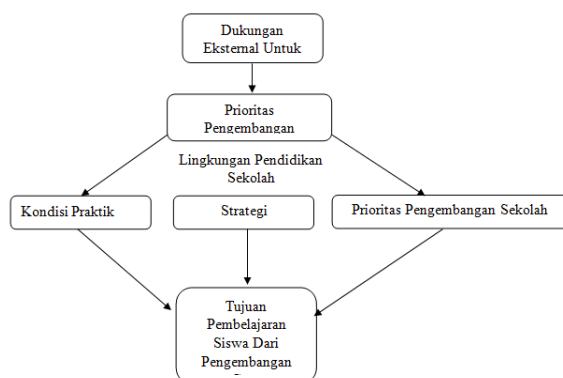 Dukungan
Eksternal Untuk
Prioritas
Pengembangan
Lingkungan Pendidikan
Sekolah
Kondisi Praktik
Strategi
Prioritas Pengembangan Sekolah
Tujuan
Pembelajaran
Siswa Dari
Pengembangan